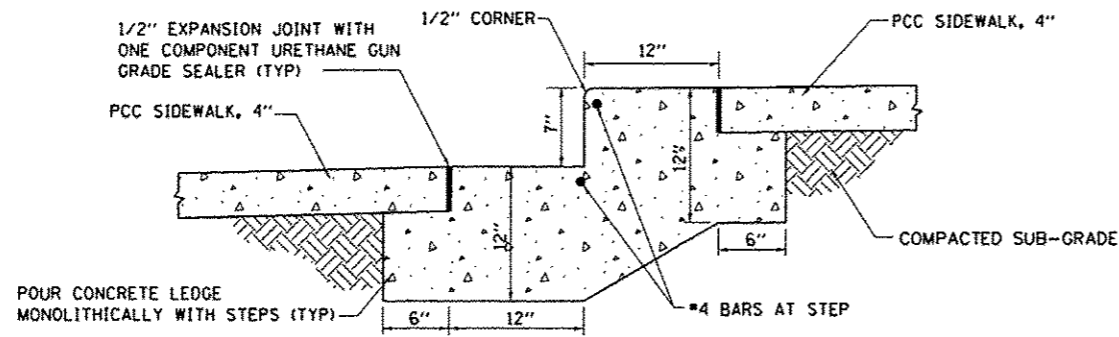 1/2" EXPANSION JOINT WITH
ONE COMPONENT URETHANE GUN
GRADE SEALER (TYP)
1/2" CORNER
PCC SIDEWALK, 4"
12"
PCC SIDEWALK, 4"
7"
12"
12"
COMPACTED SUB-GRADE
6"
POUR CONCRETE LEDGE
MONOLITHICALLY WITH STEPS (TYP)
#4 BARS AT STEP
6"
12"